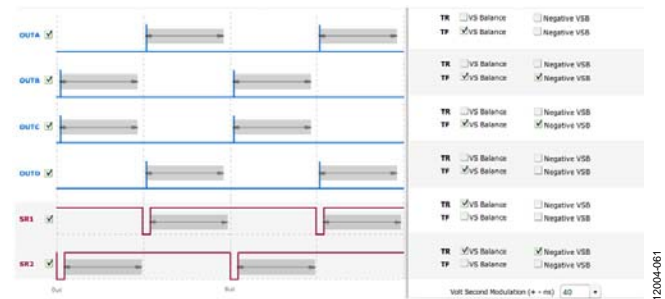 OUTA
TR VS Balance Negative VSB
TF VS Balance Negative VSB
OUTB
TR VS Balance Negative VSB
TF VS Balance Negative VSB
OUTC
TR VS Balance Negative VSB
TF VS Balance Negative VSB
OUTD
TR VS Balance Negative VSB
TF VS Balance Negative VSB
SR1
TR VS Balance Negative VSB
TF VS Balance Negative VSB
SR2
TR VS Balance Negative VSB
TF VS Balance Negative VSB
Volt Second Modulation (+ - ns) 40
2004-061